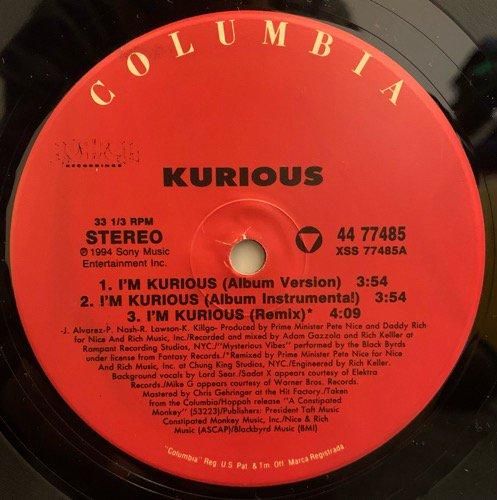 COLUMBIA
RECORDINGS
KURIOUS
33 1/3 RPM
STEREO
℗ 1994 Sony Music
Entertainment Inc.
44 77485
XSS 77485A
1. I'M KURIOUS (Album Version) 3:54
2. I'M KURIOUS (Album Instrumental) 3:54
3. I'M KURIOUS (Remix)* 4:09
-J. Alvarez-P. Nash-R. Lawson-K. Killgo- Produced by Prime Minister Pete Nice and Daddy Rich
for Nice And Rich Music, Inc./Recorded and mixed by Adam Gazzola and Rich Kelller at
Rampant Recording Studios, NYC./"Mysterious Vibes" performed by the Black Byrds
under license from Fantasy Records./*Remixed by Prime Minister Pete Nice for Nice
And Rich Music, Inc. at Chung King Studios, NYC./Engineered by Rich Keller.
Background vocals by Lord Sear./Sadat X appears courtesy of Elektra
Records./Mike G appears courtesy of Warner Bros. Records.
Mastered by Chris Gehringer at the Hit Factory./Taken
from the Columbia/Hoppoh release "A Constipated
Monkey" (53223)/Publishers: President Taft Music
Constipated Monkey Music, Inc./Nice & Rich
Music (ASCAP)/Blackbyrd Music (BMI)
"Columbia" Reg. U.S. Pat. & Tm. Off. Marca Registrada.